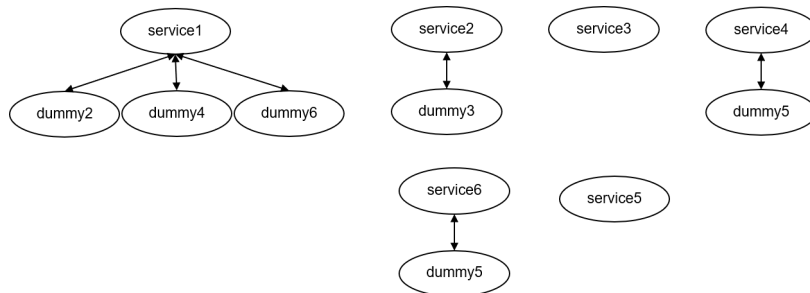 service1
service2
service3
service4
dummy2
dummy4
dummy6
dummy3
dummy5
service6
service5
dummy5